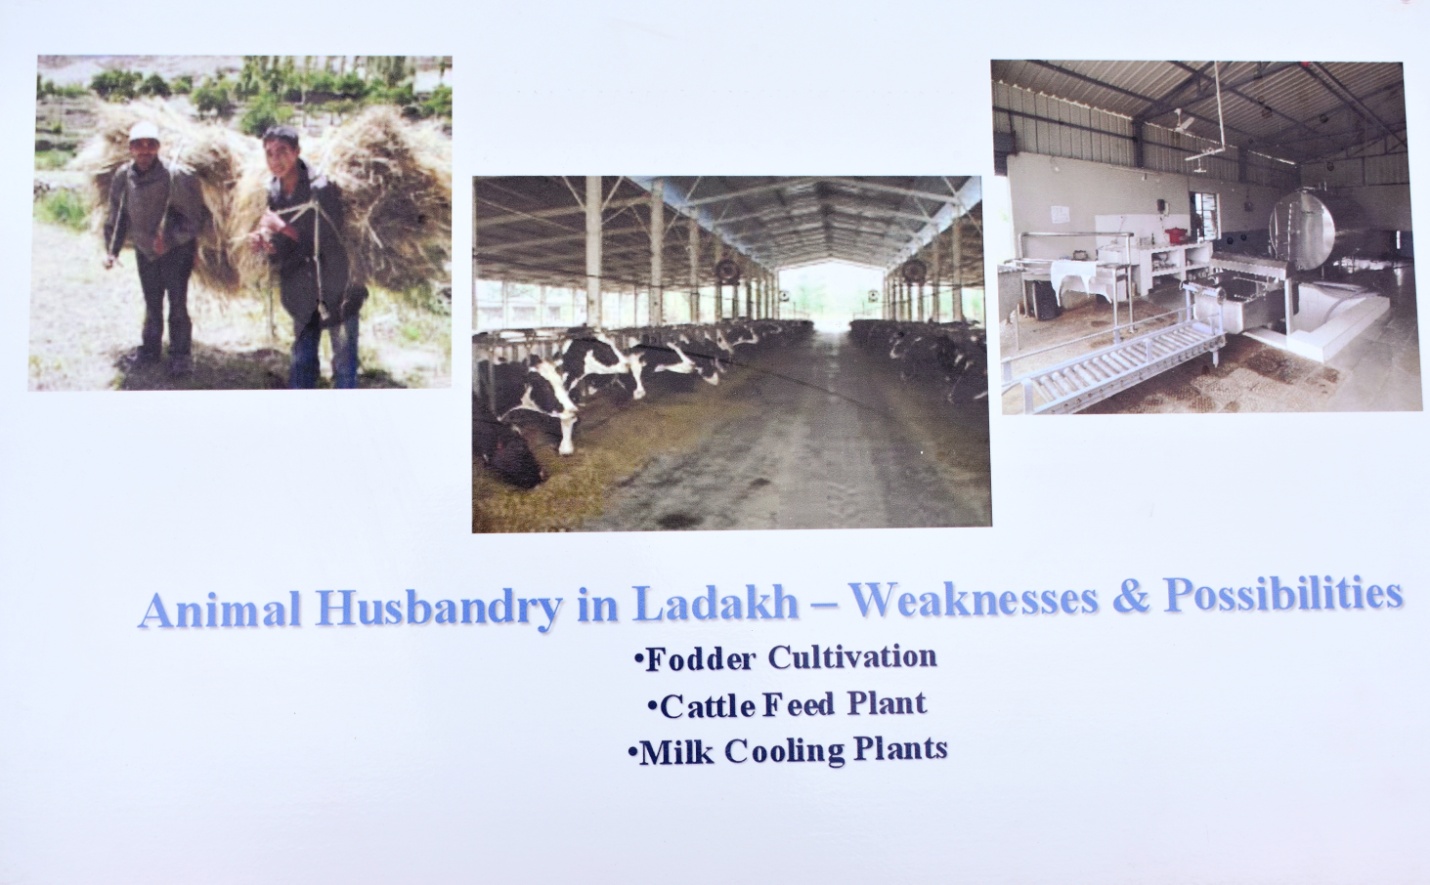 Animal Husbandry in Ladakh – Weaknesses & Possibilities
•Fodder Cultivation
•Cattle Feed Plant
•Milk Cooling Plants